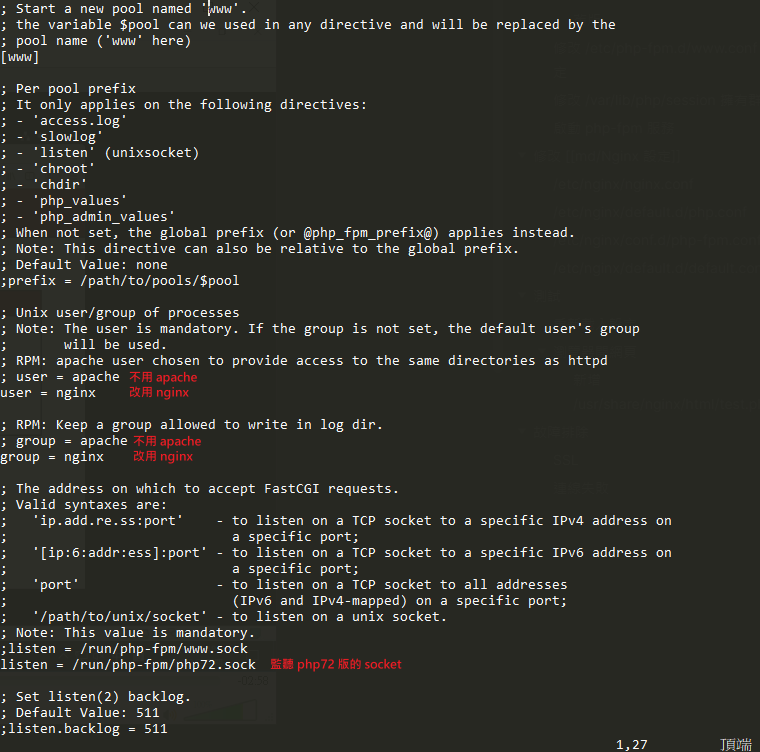 ; Start a new pool named 'www'.
; the variable $pool can we used in any directive and will be replaced by the
; pool name ('www' here)
[www]
; Per pool prefix
; It only applies on the following directives:
; - 'access.log'
; - 'slowlog'
; - 'listen' (unixsocket)
; - 'chroot'
; - 'chdir'
; - 'php_values'
; - 'php_admin_values'
; When not set, the global prefix (or @php_fpm_prefix@) applies instead.
; Note: This directive can also be relative to the global prefix.
; Default Value: none
;prefix = /path/to/pools/$pool
; Unix user/group of processes
; Note: The user is mandatory. If the group is not set, the default user's group
;       will be used.
; RPM: apache user chosen to provide access to the same directories as httpd
; user = apache 不用 apache
user = nginx 改用 nginx
; RPM: Keep a group allowed to write in log dir.
; group = apache 不用 apache
group = nginx 改用 nginx
; The address on which to accept FastCGI requests.
; Valid syntaxes are:
;   'ip.add.re.ss:port'    - to listen on a TCP socket to a specific IPv4 address on
;                            a specific port;
;   '[ip:6:addr:ess]:port' - to listen on a TCP socket to a specific IPv6 address on
;                            a specific port;
;   'port'                 - to listen on a TCP socket to all addresses
;                            (IPv6 and IPv4-mapped) on a specific port;
;   '/path/to/unix/socket' - to listen on a unix socket.
; Note: This value is mandatory.
;listen = /run/php-fpm/www.sock
listen = /run/php-fpm/php72.sock 監聽 php72 版的 socket
; Set listen(2) backlog.
; Default Value: 511
;listen.backlog = 511
1,27 頂端